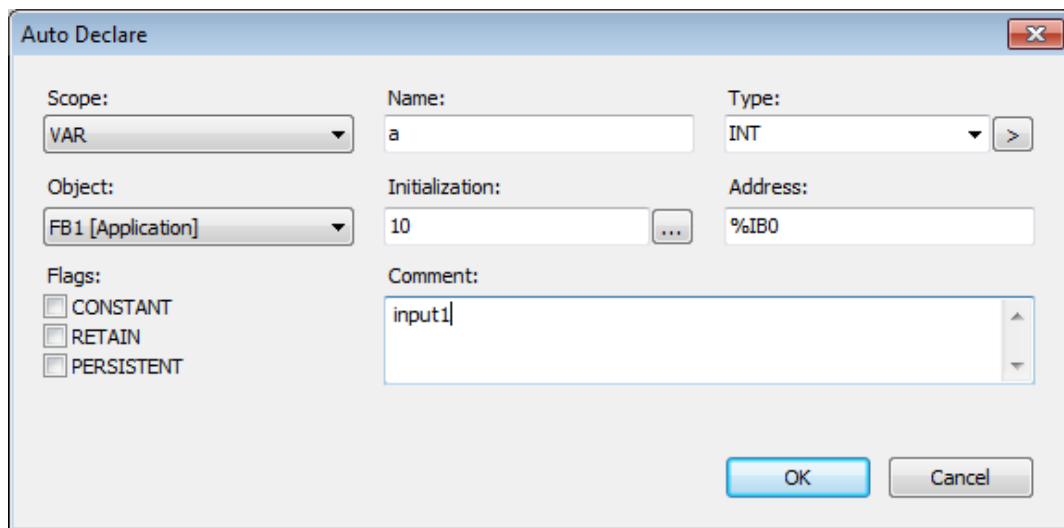 Auto Declare
Scope: Name: Type:
VAR a INT >
Object: Initialization: Address:
FB1 [Application] 10 ... %IB0
Flags: Comment:
CONSTANT input1
RETAIN
PERSISTENT
OK Cancel